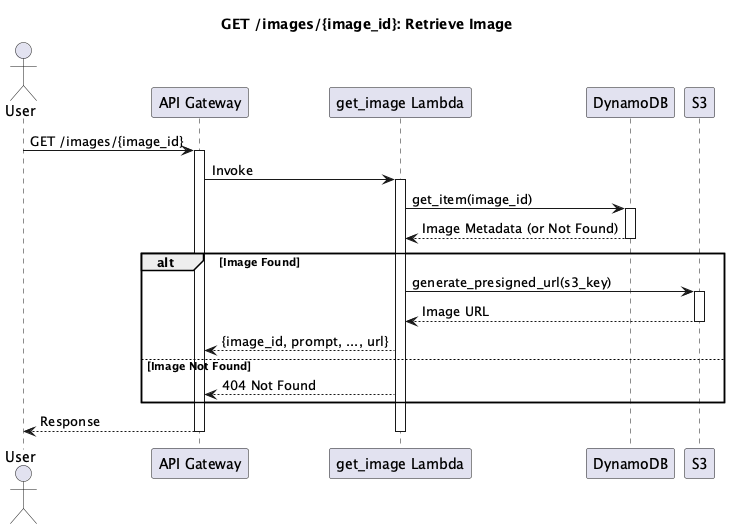 GET /images/{image_id}: Retrieve Image
User
API Gateway
get_image Lambda
DynamoDB
S3
GET /images/{image_id}
Invoke
get_item(image_id)
Image Metadata (or Not Found)
alt
[Image Found]
generate_presigned_url(s3_key)
Image URL
{image_id, prompt, ..., url}
[Image Not Found]
404 Not Found
Response
User
API Gateway
get_image Lambda
DynamoDB
S3